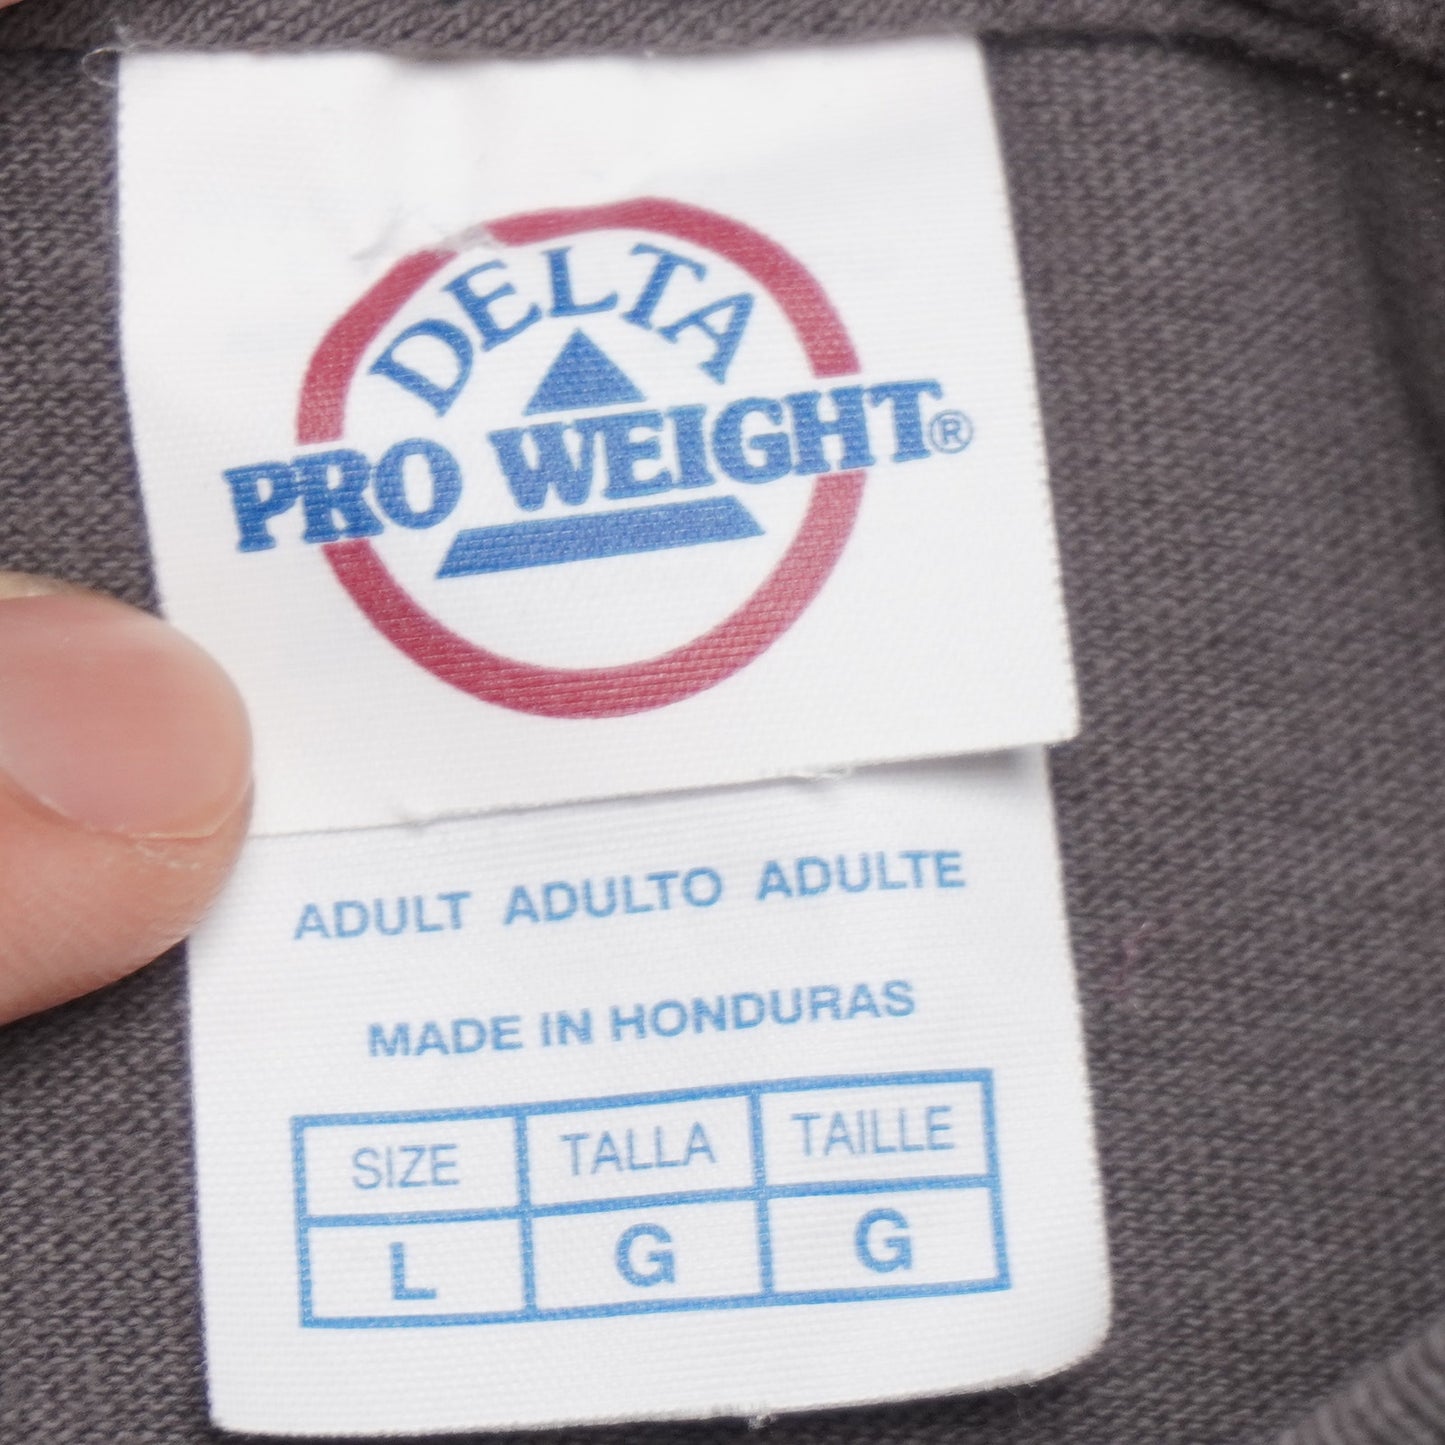 DELTA
PRO WEIGHT®
ADULT ADULTO ADULTE
MADE IN HONDURAS
SIZE TALLA TAILLE
L G G